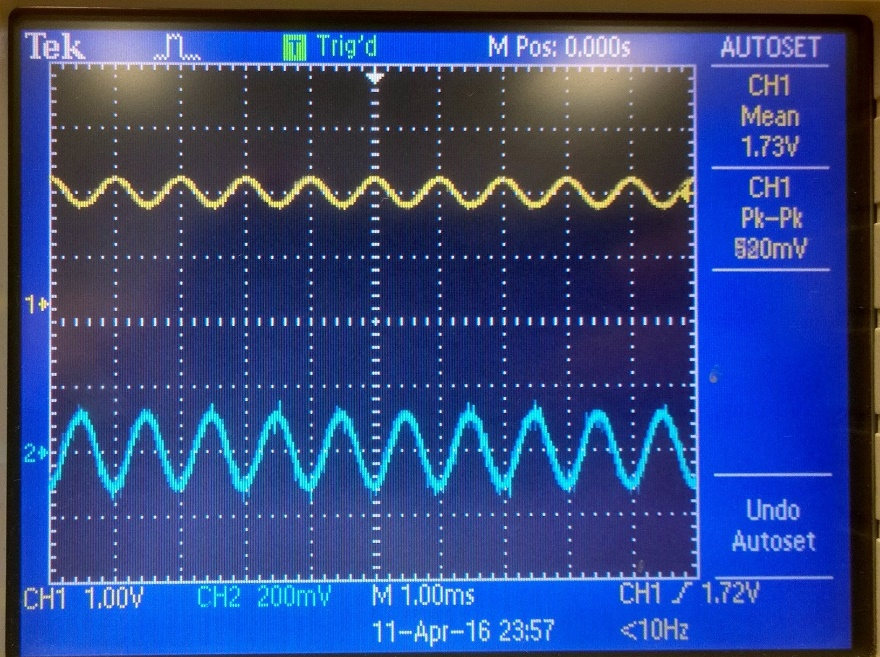 Tek T Trig'd M Pos: 0.000s AUTOSET
CH1
Mean
1.73V
CH1
Pk-Pk
520mV
1
2
Undo
Autoset
CH1 1.00V CH2 200mV M 1.00ms CH1 1.72V
11-Apr-16 23:57 <10Hz